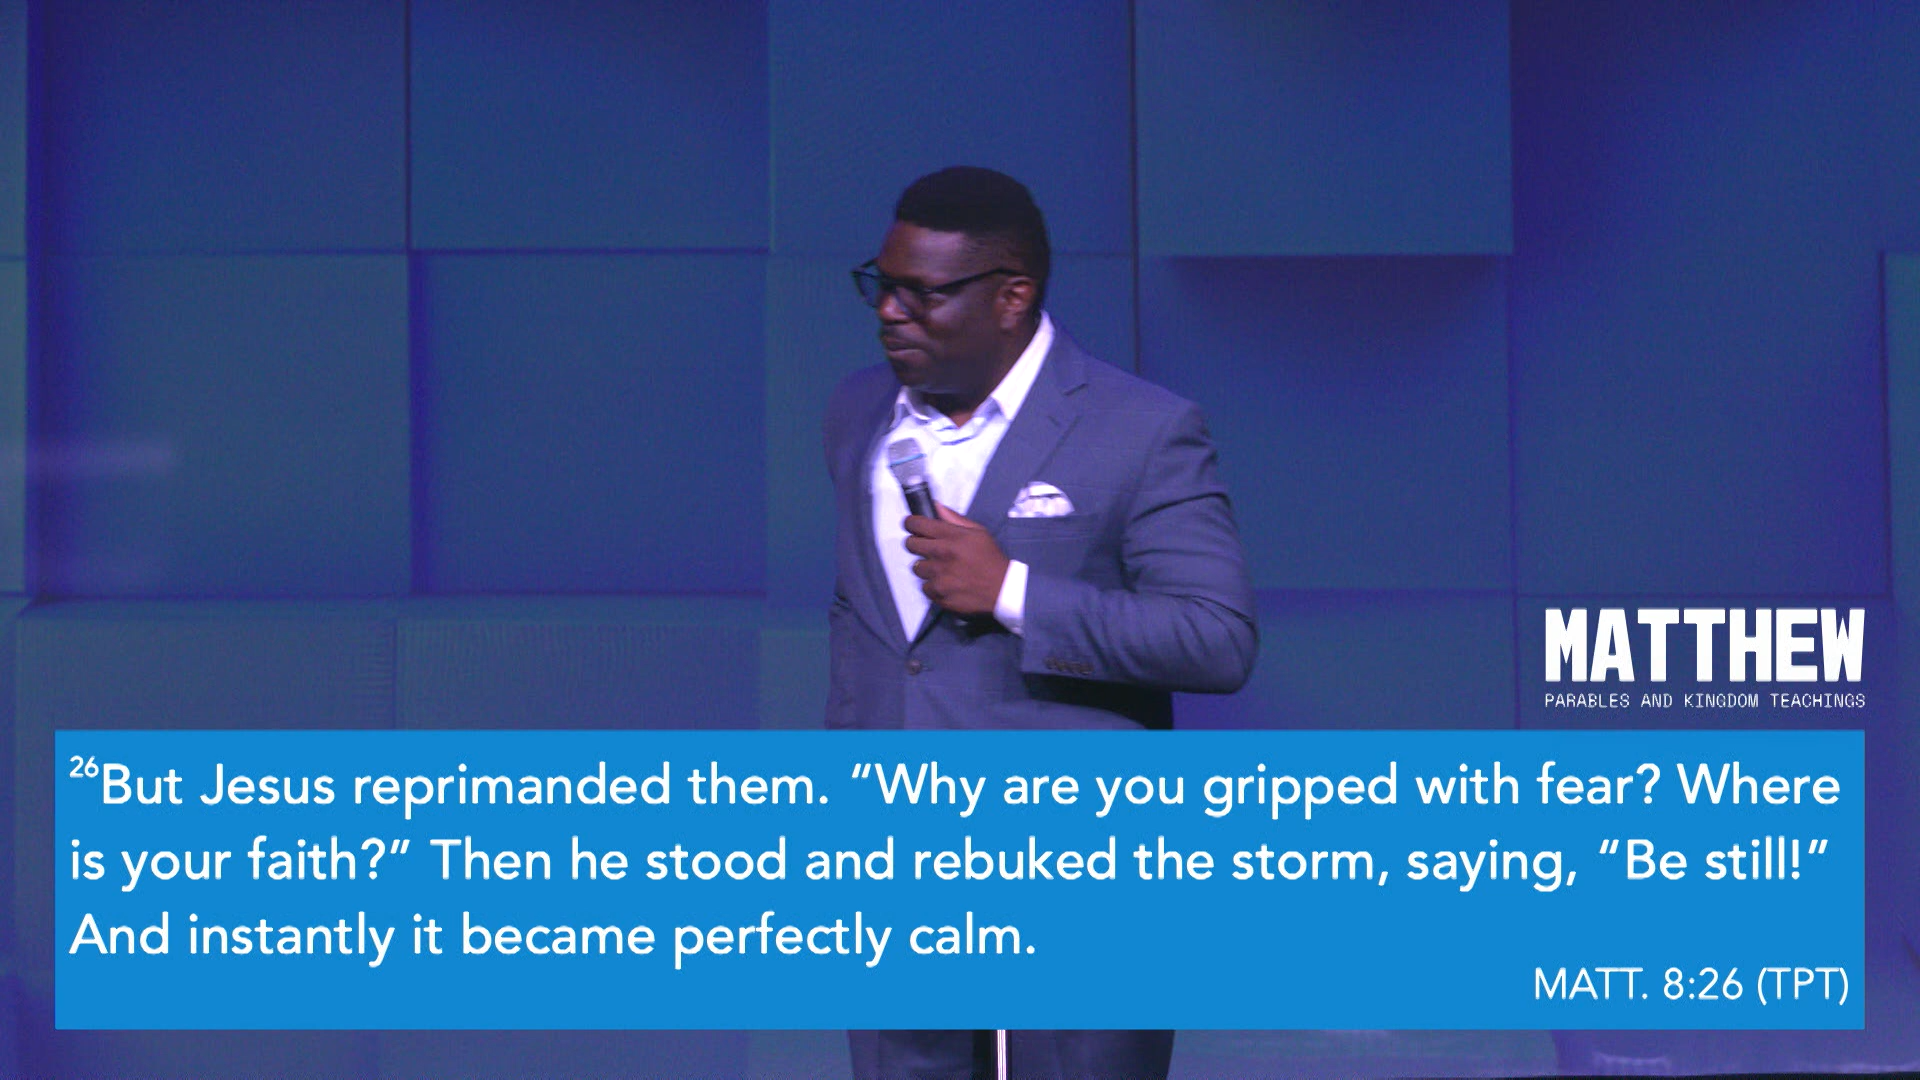 MATTHEW
PARABLES AND KINGDOM TEACHINGS
²⁶But Jesus reprimanded them. “Why are you gripped with fear? Where
is your faith?” Then he stood and rebuked the storm, saying, “Be still!”
And instantly it became perfectly calm.
MATT. 8:26 (TPT)